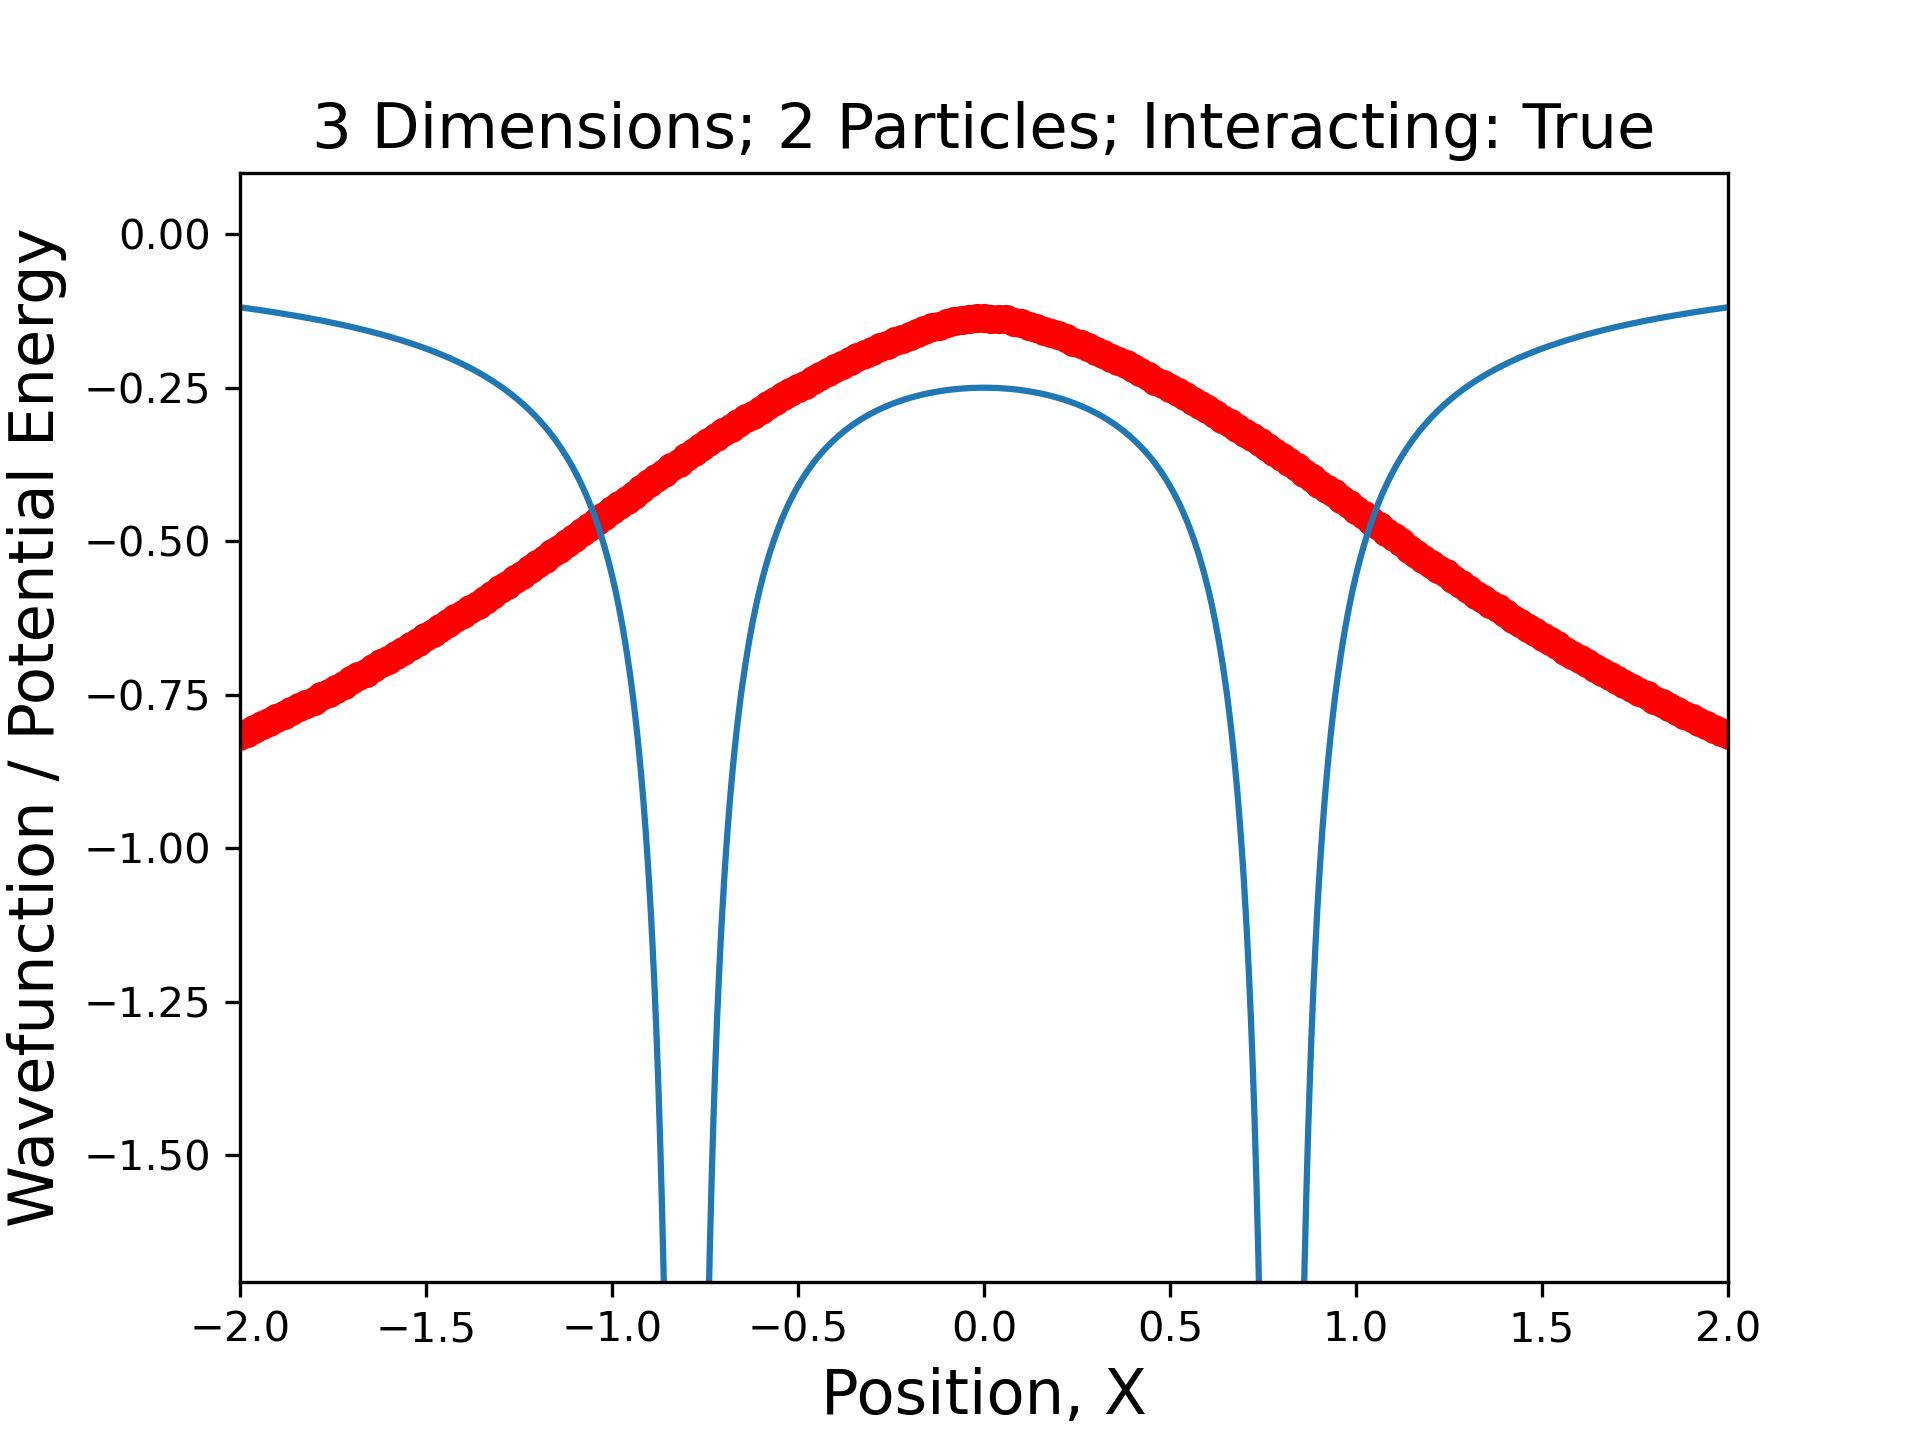 3 Dimensions; 2 Particles; Interacting: True
Wavefunction / Potential Energy
0.00
−0.25
−0.50
−0.75
−1.00
−1.25
−1.50
−2.0 −1.5 −1.0 −0.5 0.0 0.5 1.0 1.5 2.0
Position, X